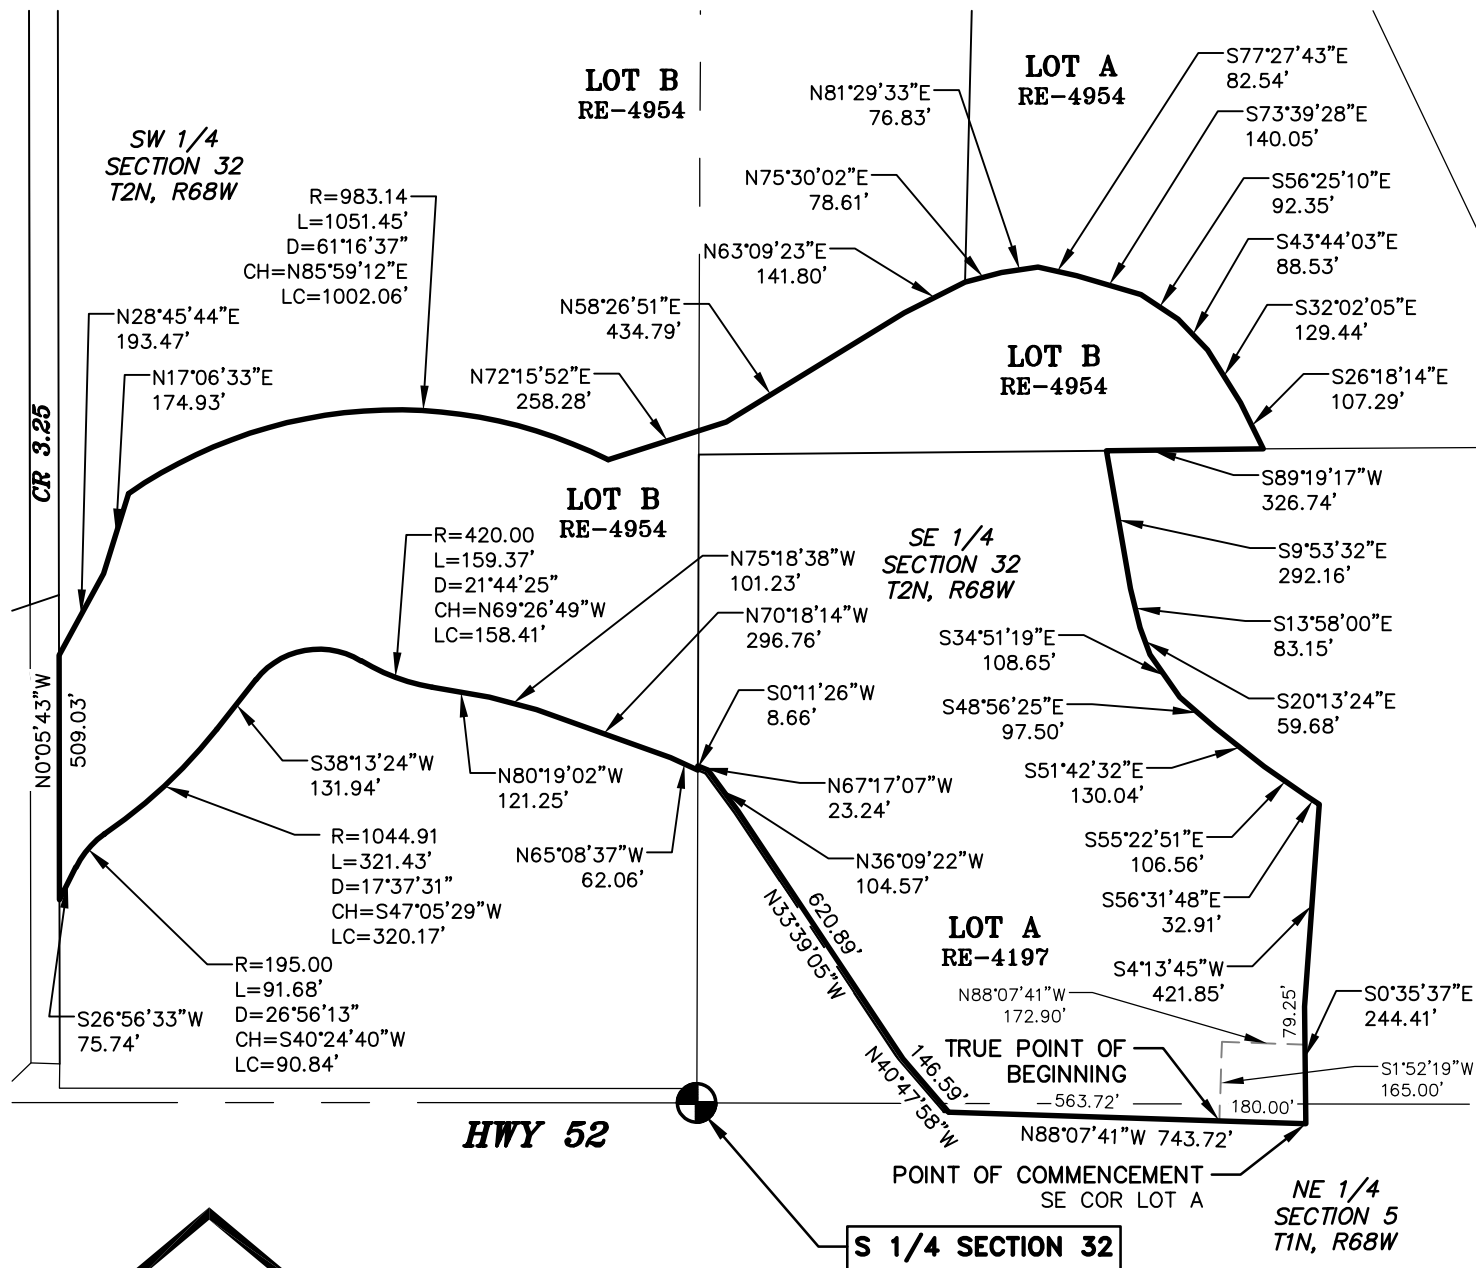 LOT B
RE-4954
LOT A
RE-4954
S77°27'43"E
82.54'
N81°29'33"E
76.83'
S73°39'28"E
140.05'
SW 1/4
SECTION 32
T2N, R68W
N75°30'02"E
78.61'
S56°25'10"E
92.35'
R=983.14
L=1051.45'
D=61°16'37"
CH=N85°59'12"E
LC=1002.06'
N63°09'23"E
141.80'
S43°44'03"E
88.53'
N28°45'44"E
193.47'
N58°26'51"E
434.79'
S32°02'05"E
129.44'
LOT B
RE-4954
N17°06'33"E
174.93'
N72°15'52"E
258.28'
S26°18'14"E
107.29'
CR 3.25
S89°19'17"W
326.74'
LOT B
RE-4954
R=420.00
L=159.37'
D=21°44'25"
CH=N69°26'49"W
LC=158.41'
N75°18'38"W
101.23'
SE 1/4
SECTION 32
T2N, R68W
S9°53'32"E
292.16'
N70°18'14"W
296.76'
S13°58'00"E
83.15'
S34°51'19"E
108.65'
N0°05'43"W
509.03'
S0°11'26"W
8.66'
S48°56'25"E
97.50'
S20°13'24"E
59.68'
S38°13'24"W
131.94'
N80°19'02"W
121.25'
N67°17'07"W
23.24'
S51°42'32"E
130.04'
R=1044.91
L=321.43'
D=17°37'31"
CH=S47°05'29"W
LC=320.17'
N65°08'37"W
62.06'
N36°09'22"W
104.57'
S55°22'51"E
106.56'
S56°31'48"E
32.91'
620.89'
N33°39'05"W
LOT A
RE-4197
S4°13'45"W
421.85'
R=195.00
L=91.68'
D=26°56'13"
CH=S40°24'40"W
LC=90.84'
S26°56'33"W
75.74'
N88°07'41"W
172.90'
79.25'
S0°35'37"E
244.41'
TRUE POINT OF
BEGINNING
146.59'
N40°47'58"W
S1°52'19"W
165.00'
563.72'
180.00'
HWY 52
N88°07'41"W 743.72'
POINT OF COMMENCEMENT
SE COR LOT A
NE 1/4
SECTION 5
T1N, R68W
S 1/4 SECTION 32